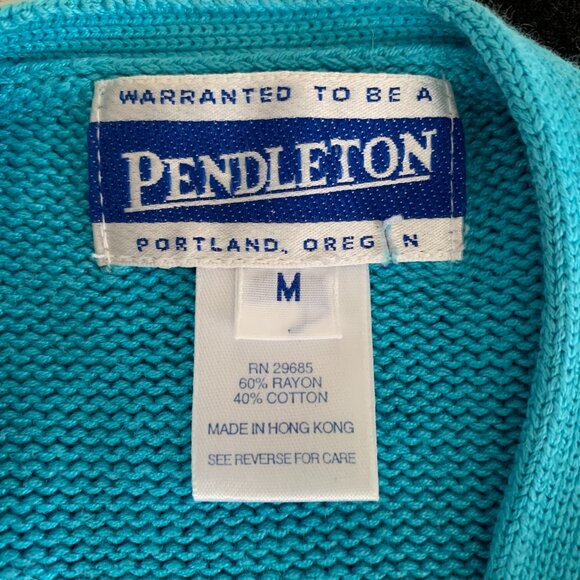 WARRANTED TO BE A
PENDLETON
PORTLAND, OREGON
M
RN 29685
60% RAYON
40% COTTON
MADE IN HONG KONG
SEE REVERSE FOR CARE